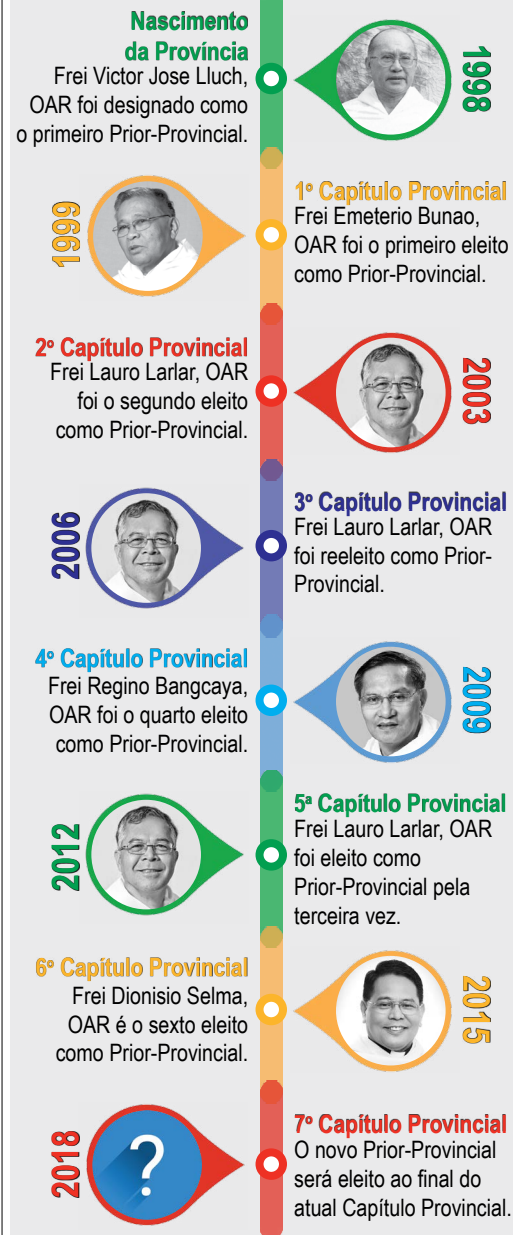 Nascimento
da Província
Frei Victor Jose Lluch,
OAR foi designado como
o primeiro Prior-Provincial.
1998
1º Capítulo Provincial
Frei Emeterio Bunao,
OAR foi o primeiro eleito
como Prior-Provincial.
1999
2º Capítulo Provincial
Frei Lauro Larlar, OAR
foi o segundo eleito
como Prior-Provincial.
2003
3º Capítulo Provincial
Frei Lauro Larlar, OAR
foi reeleito como Prior-
Provincial.
2006
4º Capítulo Provincial
Frei Regino Bangcaya,
OAR foi o quarto eleito
como Prior-Provincial.
2009
5ª Capítulo Provincial
Frei Lauro Larlar, OAR
foi eleito como
Prior-Provincial pela
terceira vez.
2012
6º Capítulo Provincial
Frei Dionisio Selma,
OAR é o sexto eleito
como Prior-Provincial.
2015
7º Capítulo Provincial
O novo Prior-Provincial
será eleito ao final do
atual Capítulo Provincial.
2018
?